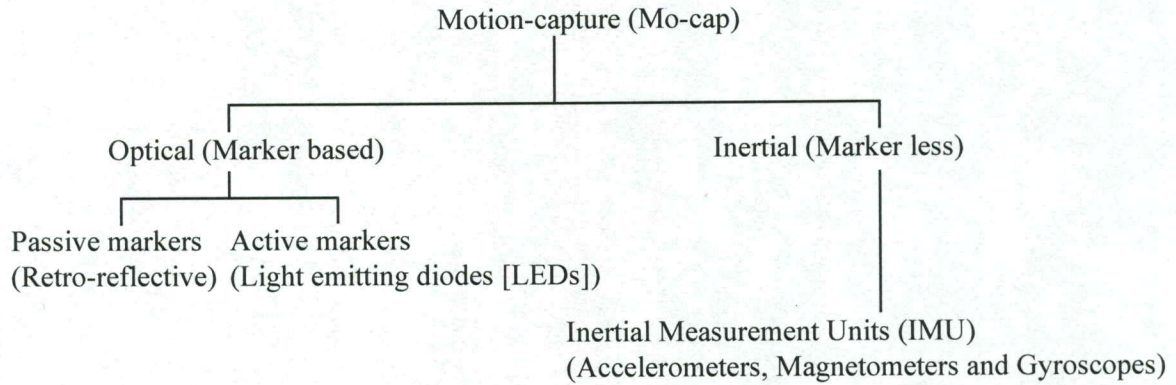 Motion-capture (Mo-cap)
Optical (Marker based)
Inertial (Marker less)
Passive markers
(Retro-reflective)
Active markers
(Light emitting diodes [LEDs])
Inertial Measurement Units (IMU)
(Accelerometers, Magnetometers and Gyroscopes)